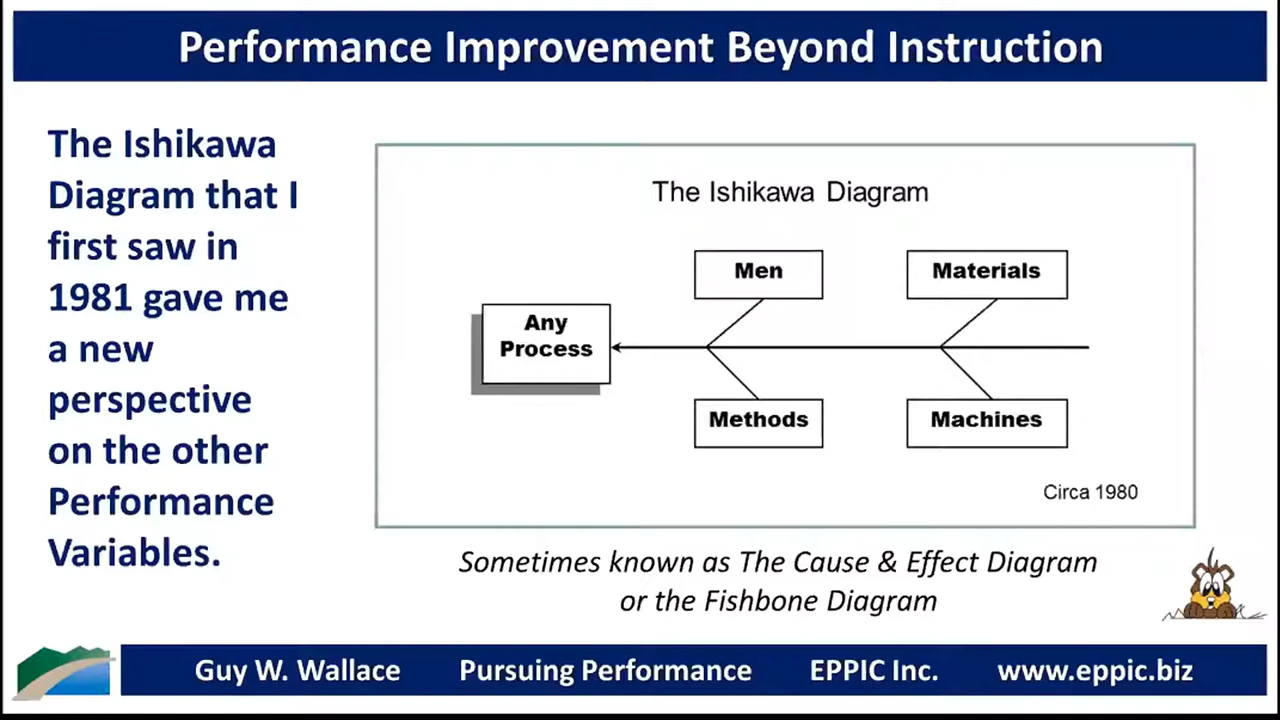 Performance Improvement Beyond Instruction
The Ishikawa
Diagram that I
first saw in
1981 gave me
a new
perspective
on the other
Performance
Variables.
The Ishikawa Diagram
Men
Materials
Any
Process
Methods
Machines
Circa 1980
Sometimes known as The Cause & Effect Diagram
or the Fishbone Diagram
Guy W. Wallace Pursuing Performance EPPIC Inc. www.eppic.biz